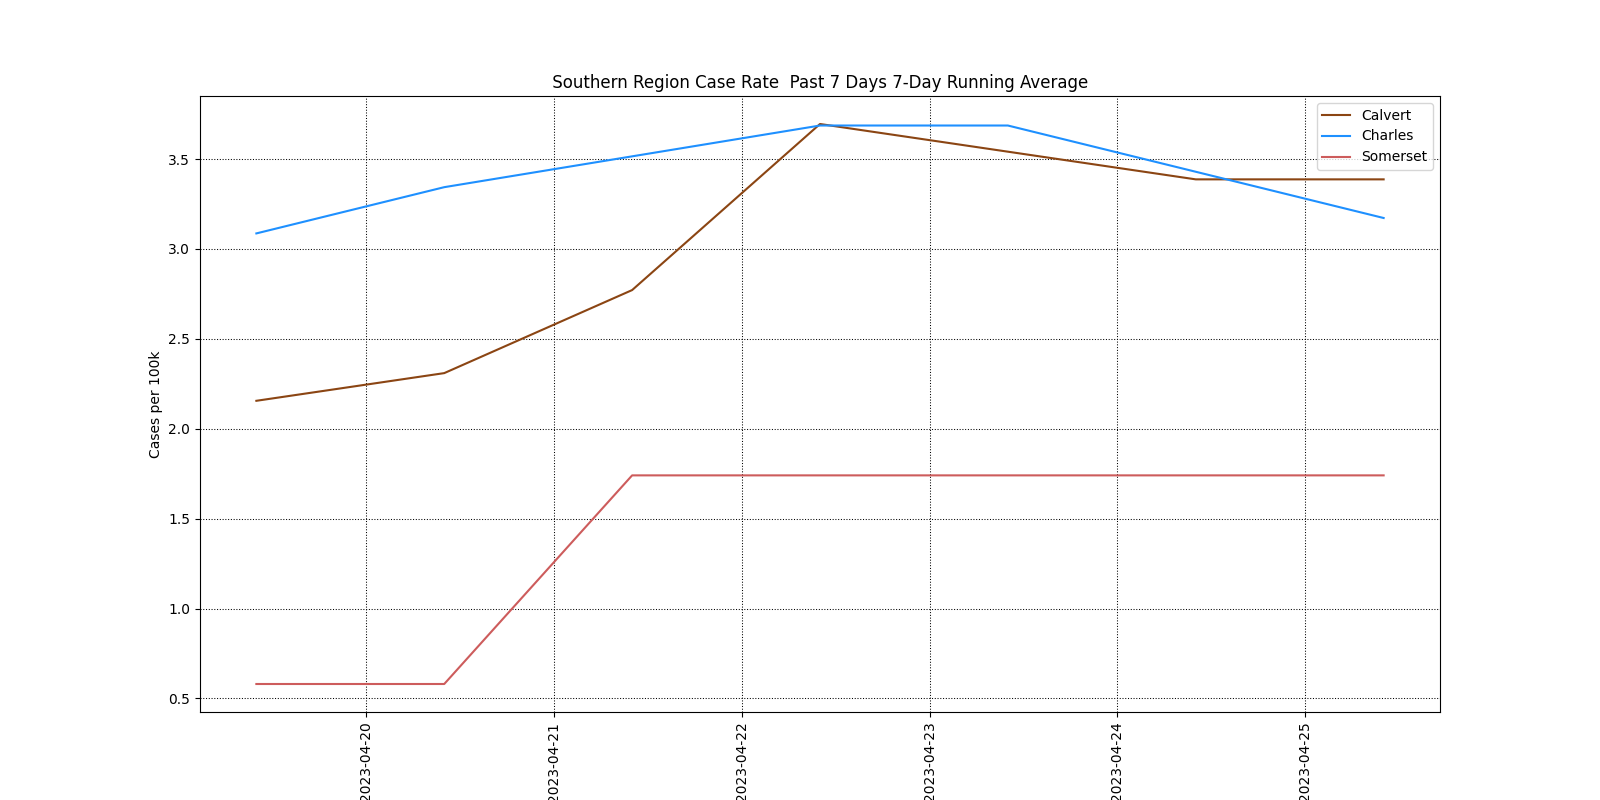 Southern Region Case Rate  Past 7 Days 7-Day Running Average
Calvert
Charles
Somerset
Cases per 100k
3.5
3.0
2.5
2.0
1.5
1.0
0.5
2023-04-20
2023-04-21
2023-04-22
2023-04-23
2023-04-24
2023-04-25